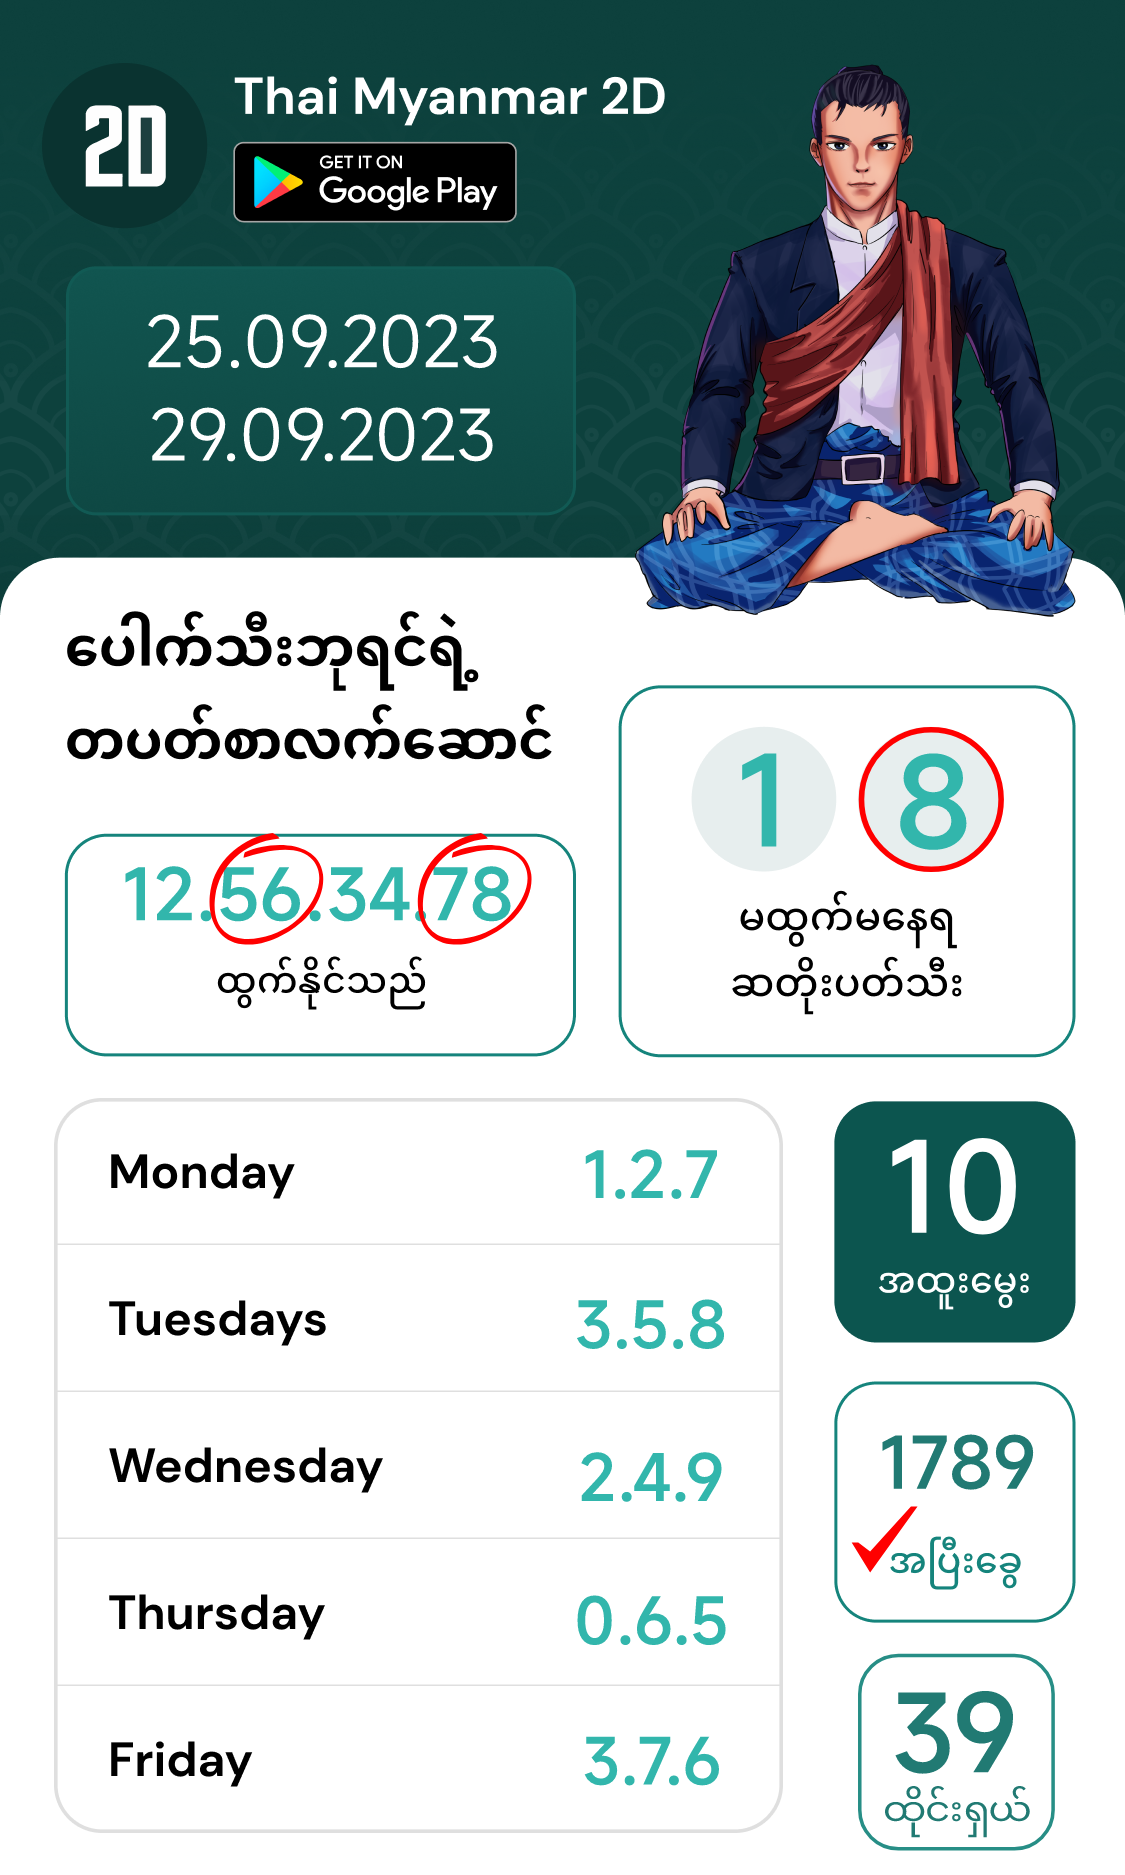 2D
Thai Myanmar 2D
GET IT ON
Google Play
25.09.2023
29.09.2023
ပေါက်သီးဘုရင်ရဲ့
တပတ်စာလက်ဆောင်
12.56.34.78
ထွက်နိုင်သည်
1 8
မထွက်မနေရ
ဆတိုးပတ်သီး
Monday 1.2.7
Tuesdays 3.5.8
Wednesday 2.4.9
Thursday 0.6.5
Friday 3.7.6
10
အထူးမွေး
1789
အပြီးခွေ
39
ထိုင်းရှယ်